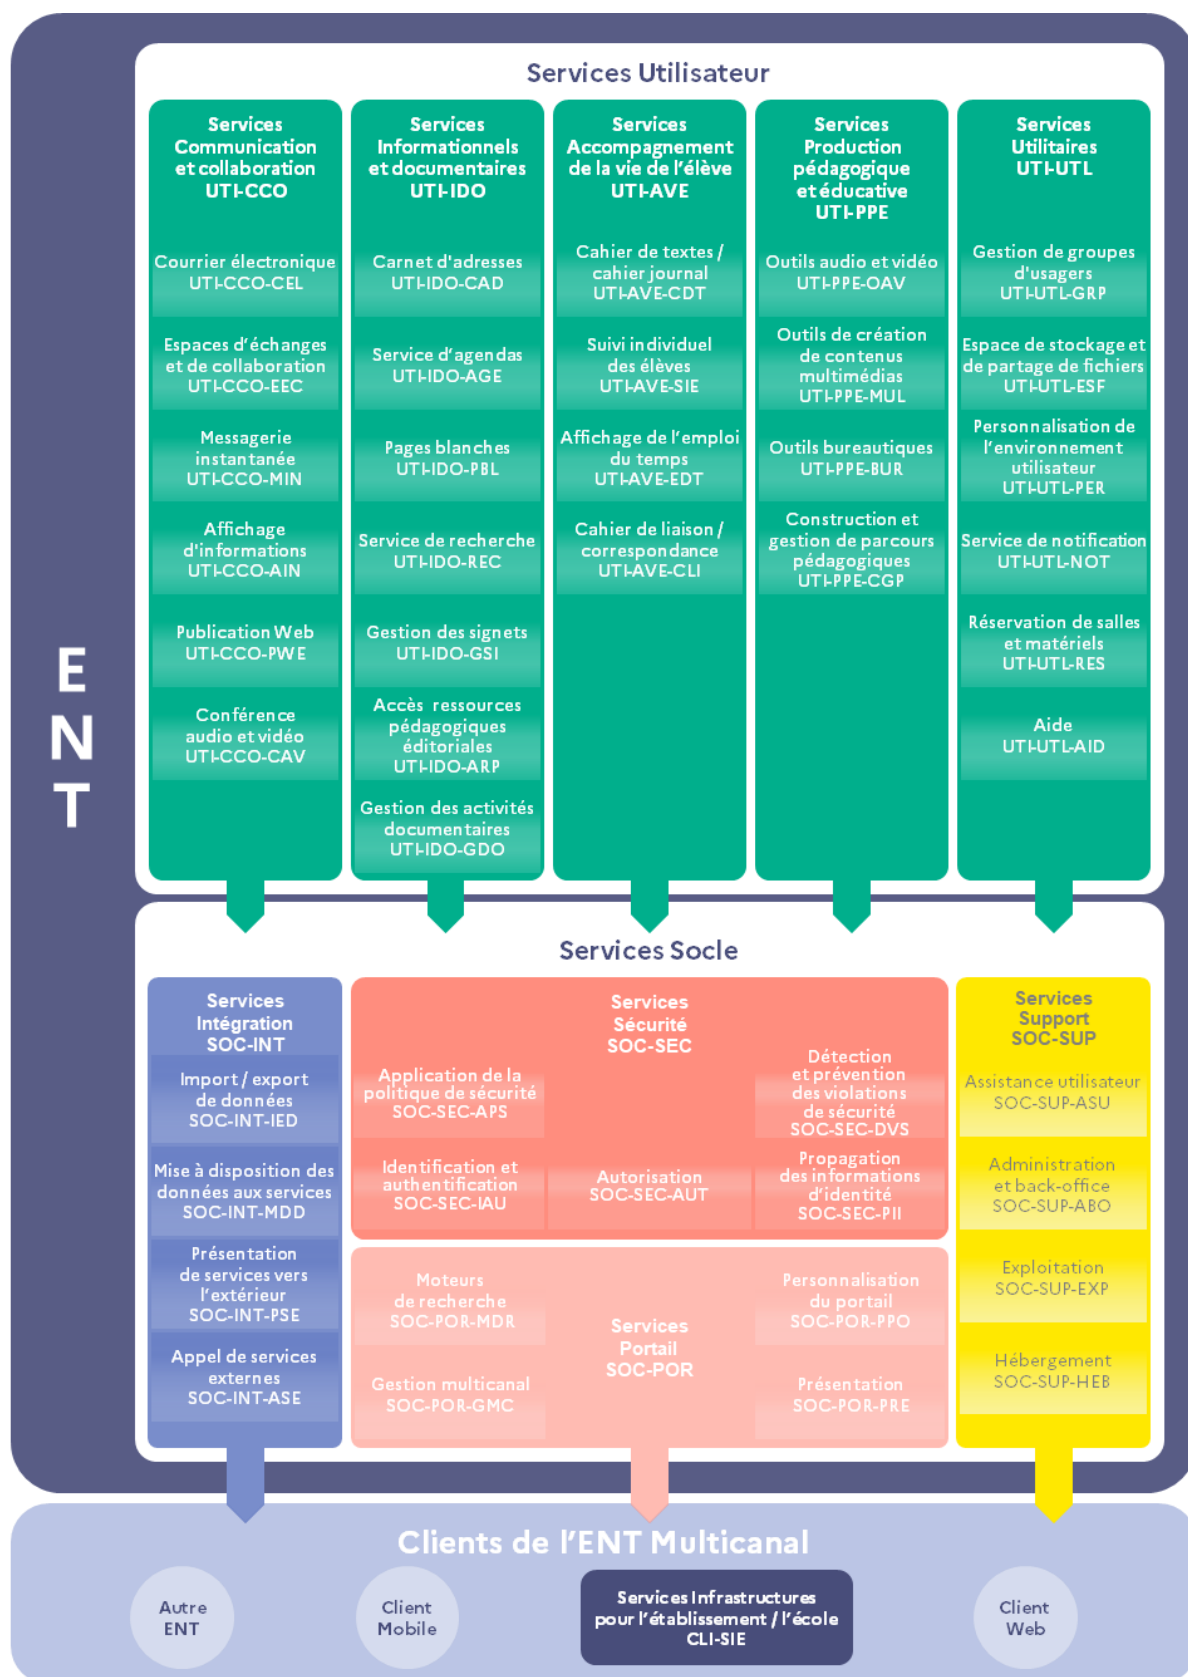 E
N
T
Services Utilisateur
Services
Communication
et collaboration
UTI-CCO
Courrier électronique
UTI-CCO-CEL
Espaces d'échanges
et de collaboration
UTI-CCO-EEC
Messagerie
instantanée
UTI-CCO-MIN
Affichage
d'informations
UTI-CCO-AIN
Publication Web
UTI-CCO-PWE
Conférence
audio et vidéo
UTI-CCO-CAV
Services
Informationnels
et documentaires
UTI-IDO
Carnet d'adresses
UTI-IDO-CAD
Service d'agendas
UTI-IDO-AGE
Pages blanches
UTI-IDO-PBL
Service de recherche
UTI-IDO-REC
Gestion des signets
UTI-IDO-GSI
Accès ressources
pédagogiques
éditoriales
UTI-IDO-ARP
Gestion des activités
documentaires
UTI-IDO-GDO
Services
Accompagnement
de la vie de l'élève
UTI-AVE
Cahier de textes /
cahier journal
UTI-AVE-CDT
Suivi individuel
des élèves
UTI-AVE-SIE
Affichage de l'emploi
du temps
UTI-AVE-EDT
Cahier de liaison /
correspondance
UTI-AVE-CLI
Services
Production
pédagogique
et éducative
UTI-PPE
Outils audio et vidéo
UTI-PPE-OAV
Outils de création
de contenus
multimédias
UTI-PPE-MUL
Outils bureautiques
UTI-PPE-BUR
Construction et
gestion de parcours
pédagogiques
UTI-PPE-CGP
Services
Utilitaires
UTI-UTL
Gestion de groupes
d'usagers
UTI-UTL-GRP
Espace de stockage et
de partage de fichiers
UTI-UTL-ESF
Personnalisation de
l'environnement
utilisateur
UTI-UTL-PER
Service de notification
UTI-UTL-NOT
Réservation de salles
et matériels
UTI-UTL-RES
Aide
UTI-UTL-AID
Services Socle
Services
Intégration
SOC-INT
Import / export
de données
SOC-INT-IED
Mise à disposition des
données aux services
SOC-INT-MDD
Présentation
de services vers
l'extérieur
SOC-INT-PSE
Appel de services
externes
SOC-INT-ASE
Services
Sécurité
SOC-SEC
Application de la
politique de sécurité
SOC-SEC-APS
Détection
et prévention
des violations
de sécurité
SOC-SEC-DVS
Identification et
authentification
SOC-SEC-IAU
Autorisation
SOC-SEC-AUT
Propagation
des informations
d'identité
SOC-SEC-PII
Moteurs
de recherche
SOC-POR-MDR
Services
Portail
SOC-POR
Personnalisation
du portail
SOC-POR-PPO
Gestion multicanal
SOC-POR-GMC
Présentation
SOC-POR-PRE
Services
Support
SOC-SUP
Assistance utilisateur
SOC-SUP-ASU
Administration
et back-office
SOC-SUP-ABO
Exploitation
SOC-SUP-EXP
Hébergement
SOC-SUP-HEB
Clients de l'ENT Multicanal
Autre
ENT
Client
Mobile
Services Infrastructures
pour l'établissement / l'école
CLI-SIE
Client
Web